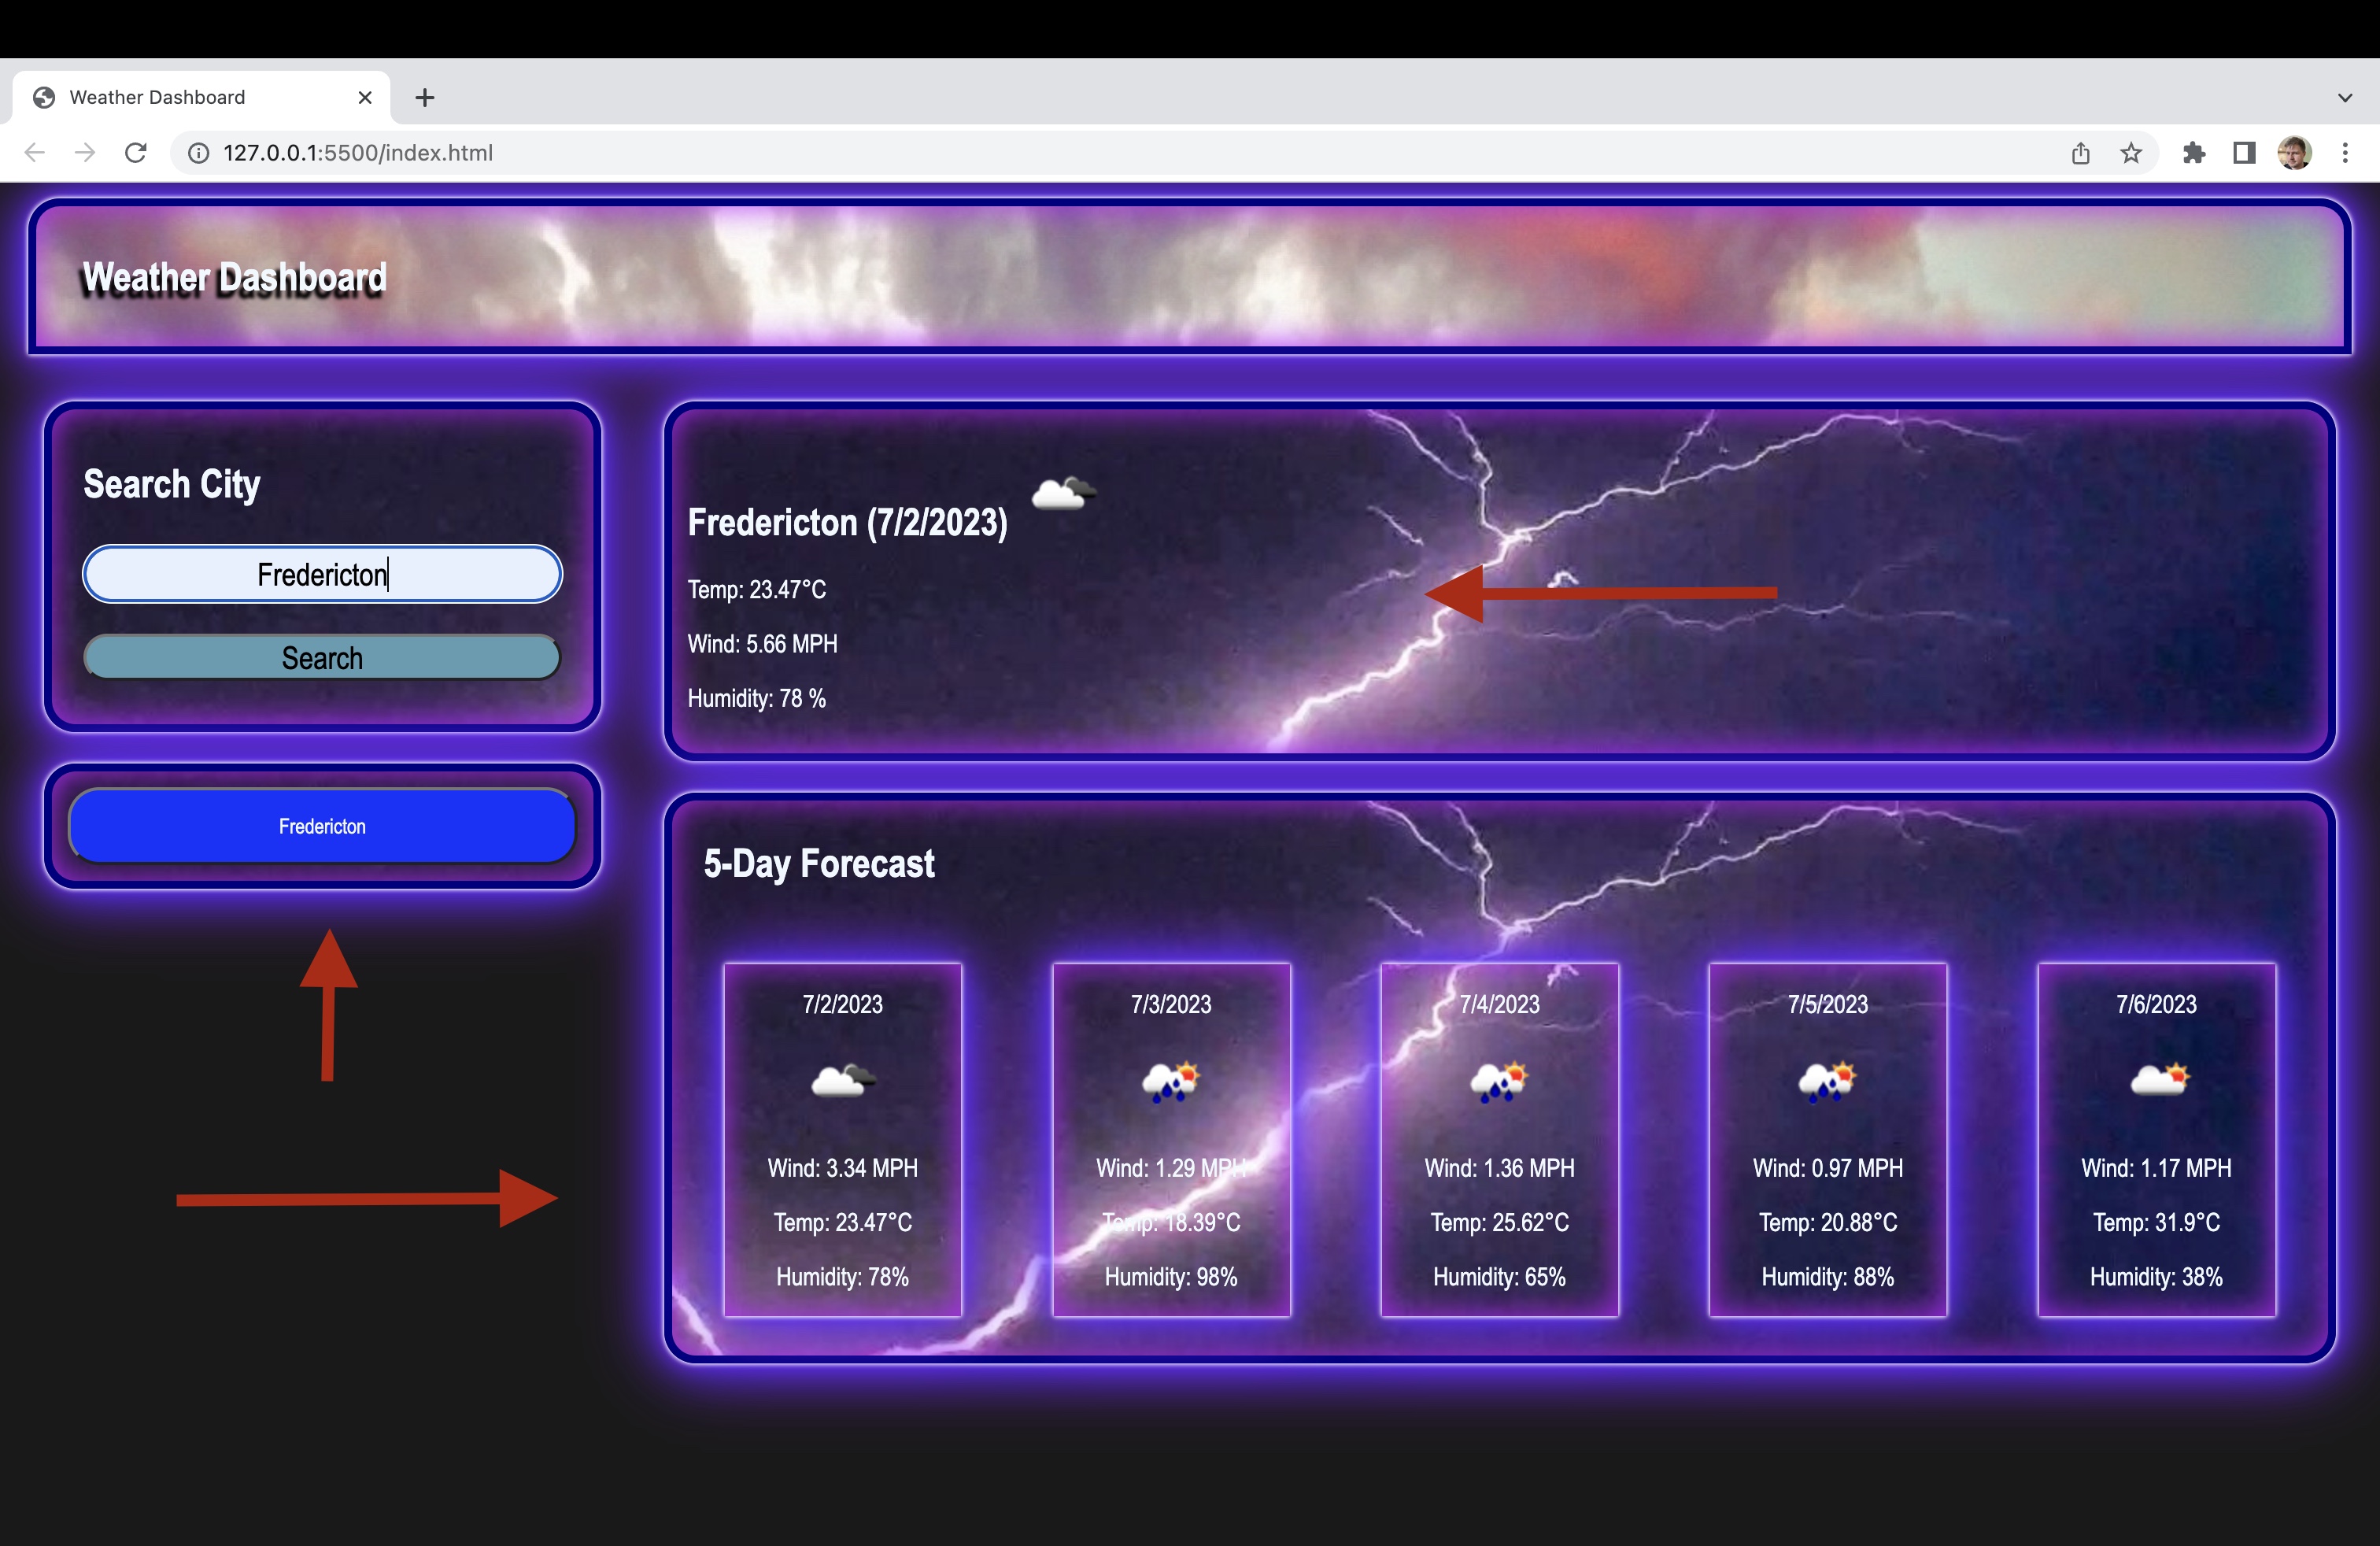 Weather Dashboard
127.0.0.1:5500/index.html
Weather Dashboard
Search City
Fredericton
Search
Fredericton
Fredericton (7/2/2023)
Temp: 23.47°C
Wind: 5.66 MPH
Humidity: 78 %
5-Day Forecast
7/2/2023
Wind: 3.34 MPH
Temp: 23.47°C
Humidity: 78%
7/3/2023
Wind: 1.29 MPH
Temp: 18.39°C
Humidity: 98%
7/4/2023
Wind: 1.36 MPH
Temp: 25.62°C
Humidity: 65%
7/5/2023
Wind: 0.97 MPH
Temp: 20.88°C
Humidity: 88%
7/6/2023
Wind: 1.17 MPH
Temp: 31.9°C
Humidity: 38%